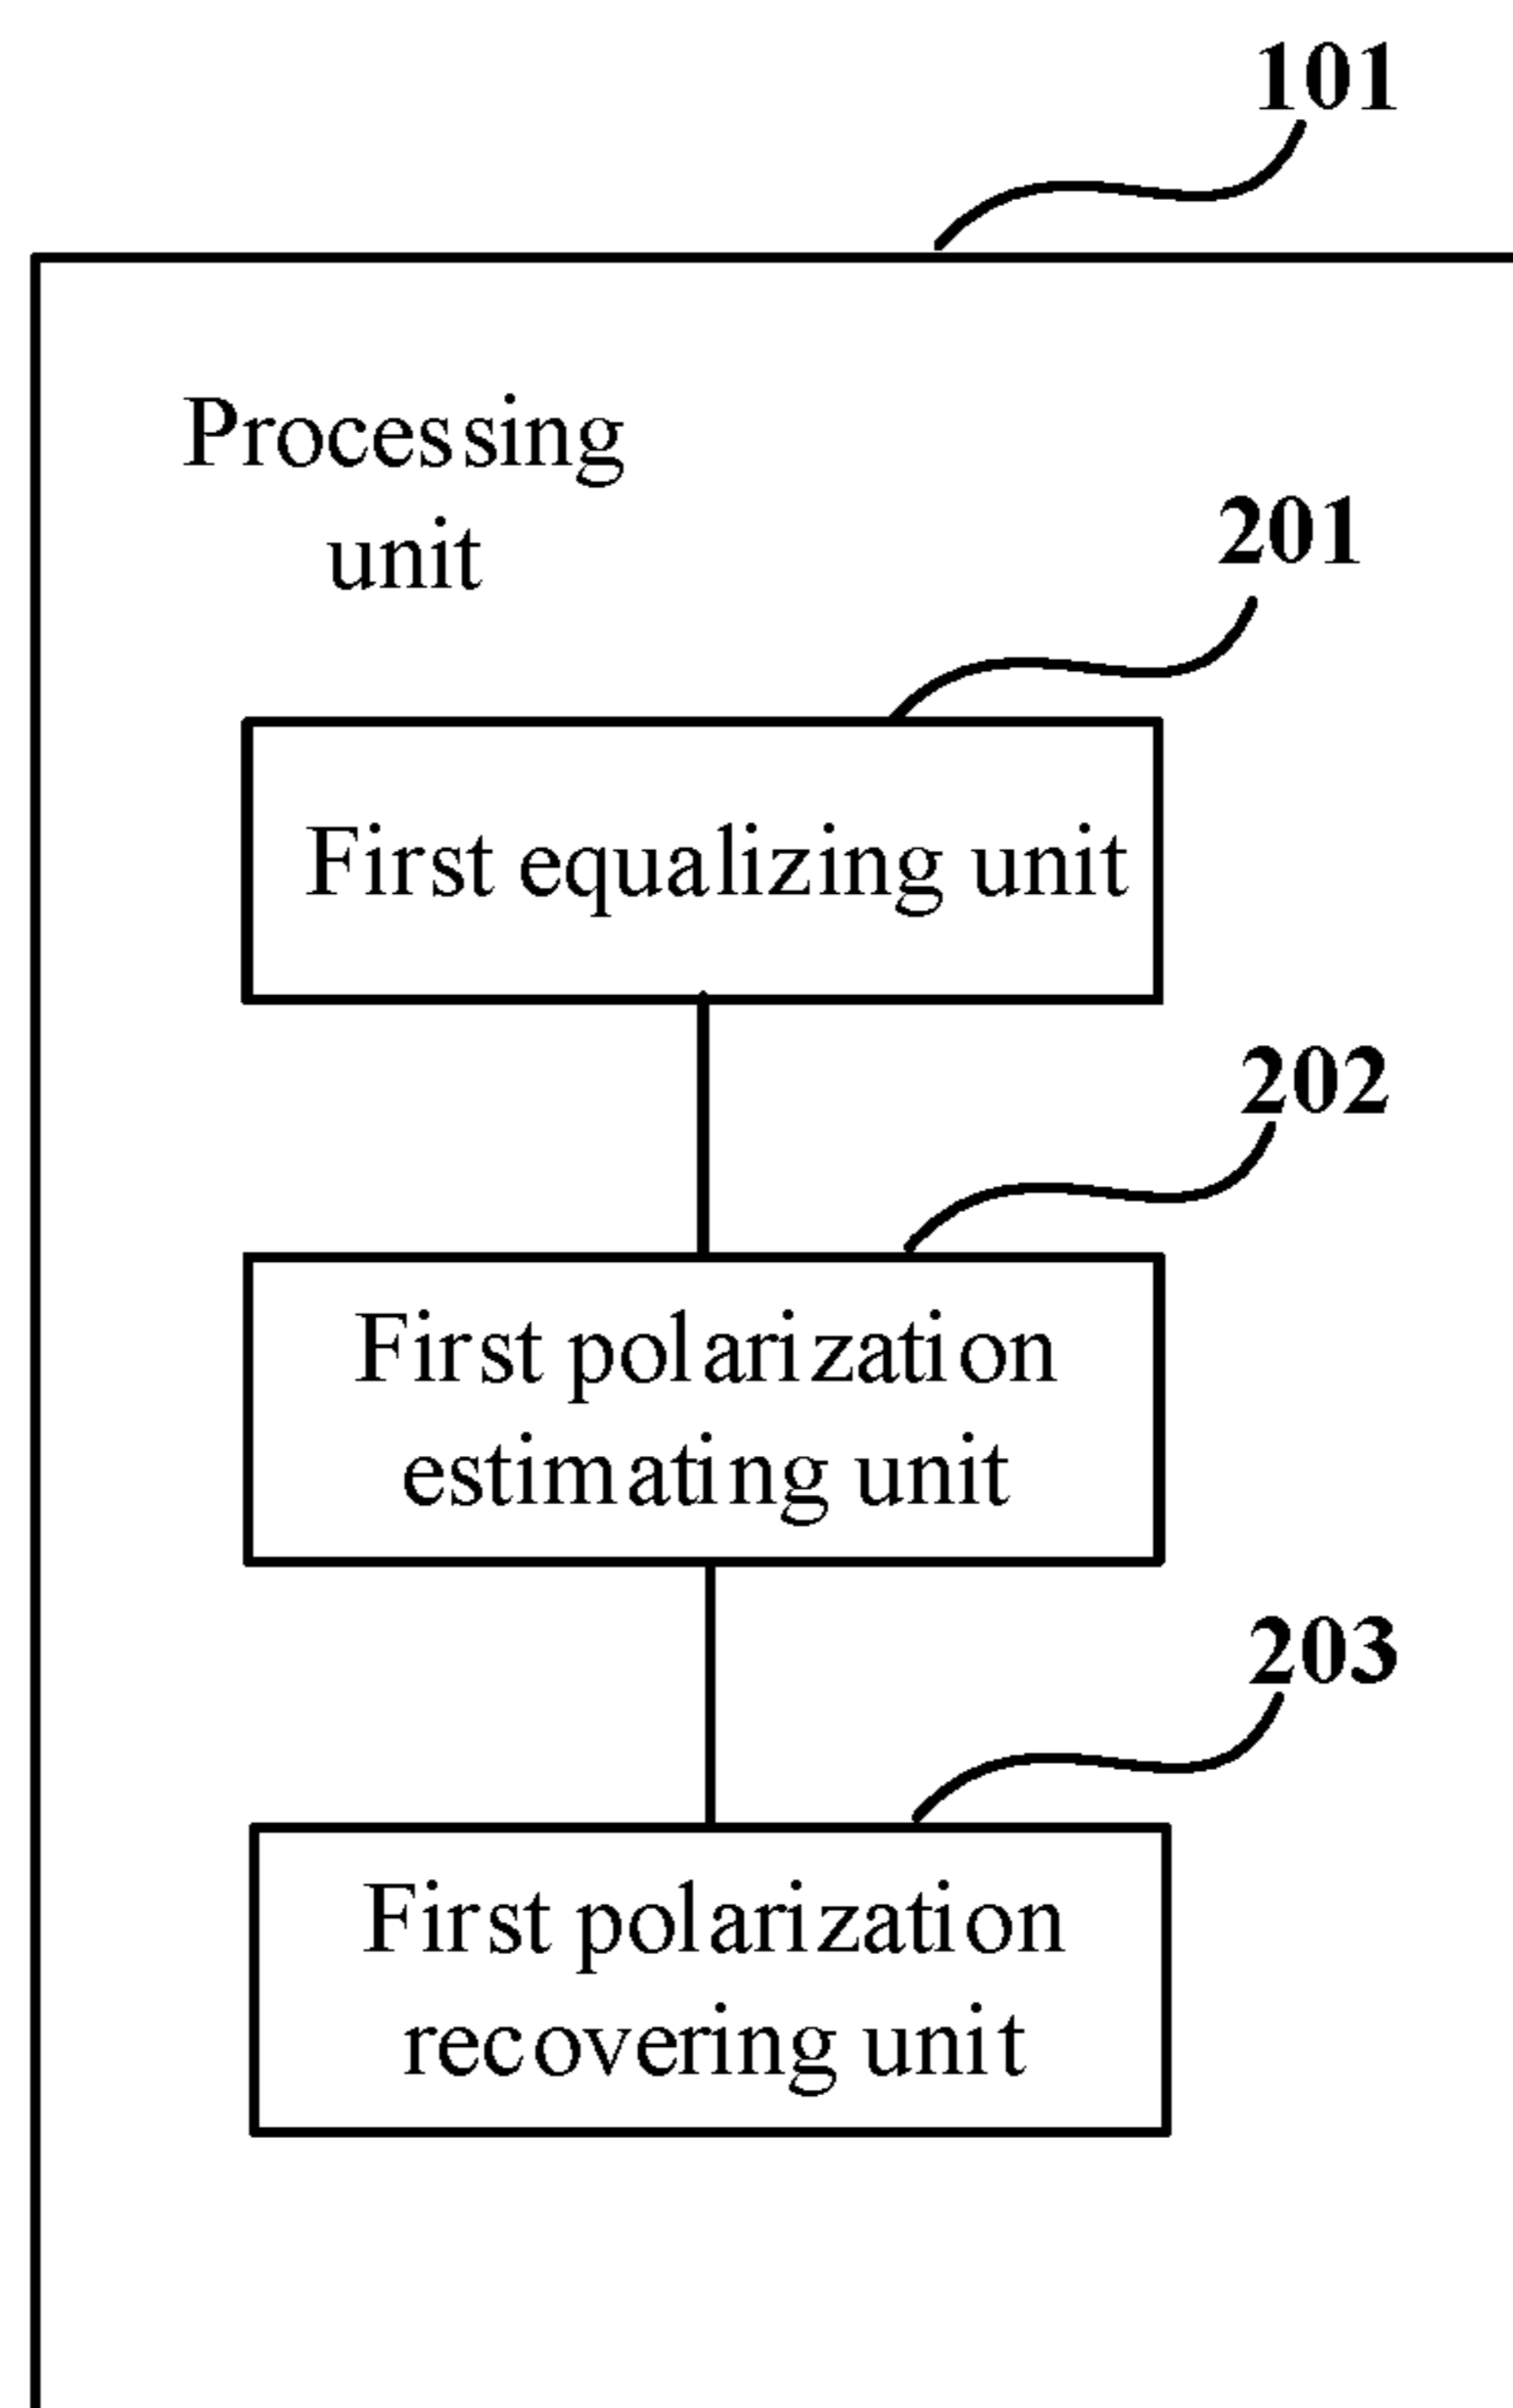 101
Processing
unit
201
First equalizing unit
202
First polarization
estimating unit
203
First polarization
recovering unit